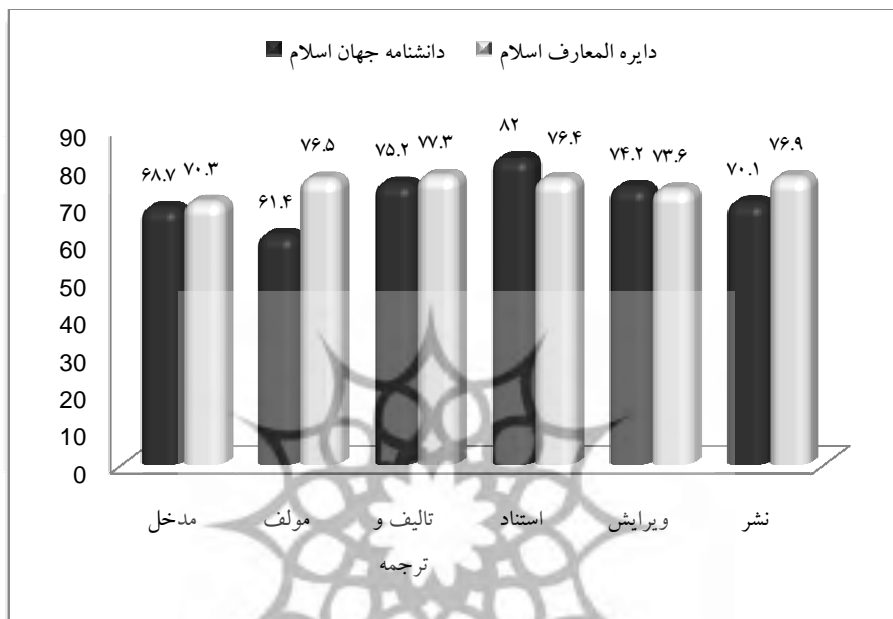 دانشنامه جهان اسلام دایره المعارف اسلام
۶۸.۷ ۷۰.۳ ۶۱.۴ ۷۶.۵ ۷۵.۲ ۷۷.۳ ۸۲ ۷۶.۴ ۷۴.۲ ۷۳.۶ ۷۰.۱ ۷۶.۹
90
80
70
60
50
40
30
20
10
0
مدخل مولف تالیف و استناد ویرایش نشر
ترجمه